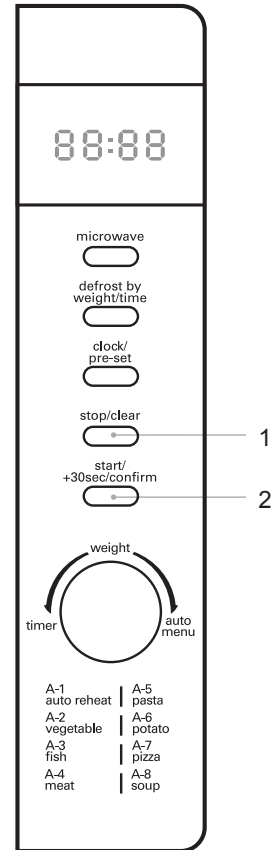 88:88
microwave
defrost by
weight/time
clock/
pre-set
stop/clear
1
start/
+30sec/confirm
2
weight
timer
auto
menu
A-1
auto reheat
A-2
vegetable
A-3
fish
A-4
meat
A-5
pasta
A-6
potato
A-7
pizza
A-8
soup